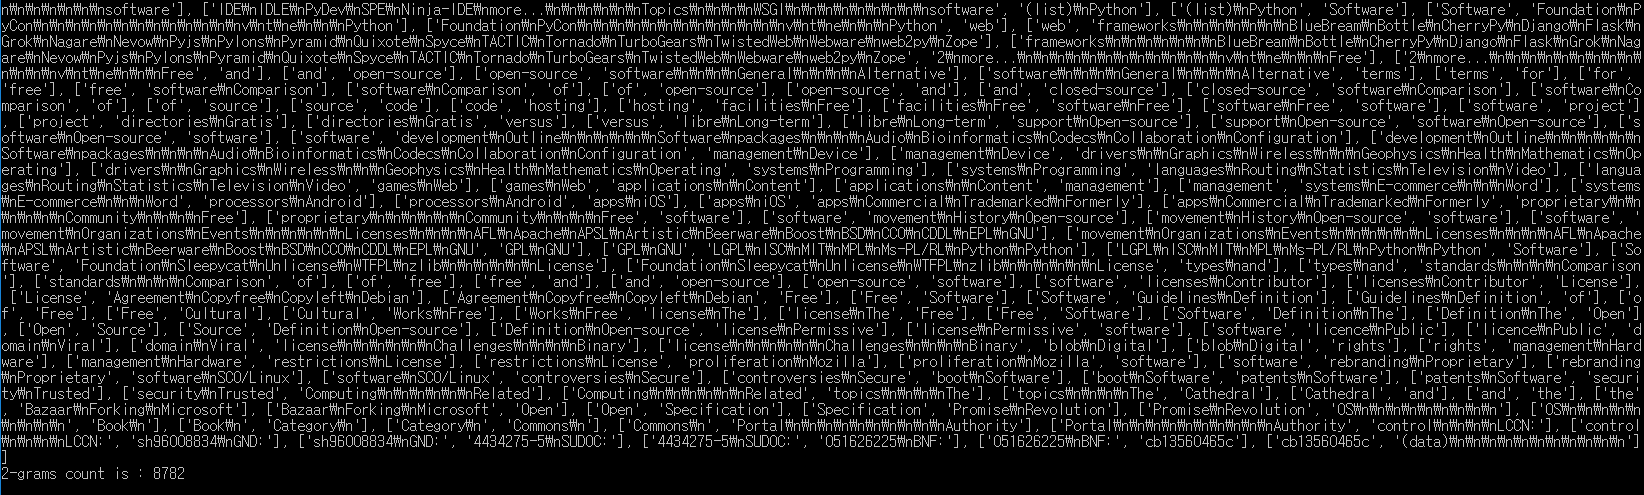 ₩n₩n₩n₩n₩n₩nsoftware'], ['IDE₩nIDLE₩nPyDev₩nSPE₩nNinja-IDE₩nmore...₩n₩n₩n₩n₩nTopics₩n₩n₩n₩nWSGI₩n₩n₩n₩n₩n₩n₩n₩nsoftware', '(list)₩nPython'], ['(list)₩nPython', 'Software'], ['Software', 'Foundation₩nP
yCon₩n₩n₩n₩n₩n₩n₩n₩nv₩nt₩ne₩n₩n₩nPython'], ['Foundation₩nPyCon₩n₩n₩n₩n₩n₩n₩n₩nv₩nt₩ne₩n₩n₩nPython', 'web'], ['web', 'frameworks₩n₩n₩n₩n₩n₩nBlueBream₩nBottle₩nCherryPy₩nDjango₩nFlask₩n
Grok₩nNagare₩nNevow₩nPyjs₩nPylons₩nPyramid₩nQuixote₩nSpyce₩nTACTIC₩nTornado₩nTurboGears₩nTwistedWeb₩nWebware₩nweb2py₩nZope'], ['frameworks₩n₩n₩n₩n₩n₩nBlueBream₩nBottle₩nCherryPy₩nDjango₩nFlask₩nGrok₩nNag
are₩nNevow₩nPyjs₩nPylons₩nPyramid₩nQuixote₩nSpyce₩nTACTIC₩nTornado₩nTurboGears₩nTwistedWeb₩nWebware₩nweb2py₩nZope', '2₩nmore...₩n₩n₩n₩n₩n₩n₩n₩n₩n₩n₩nv₩nt₩ne₩n₩n₩nFree'], ['2₩nmore...₩n₩n₩n₩n₩n₩n₩n
₩n₩n₩n₩nv₩nt₩ne₩n₩n₩nFree', 'and'], ['and', 'open-source'], ['open-source', 'software₩n₩n₩nGeneral₩n₩n₩n₩nAlternative'], ['software₩n₩n₩nGeneral₩n₩n₩n₩nAlternative', 'terms'], ['terms', 'for'], ['for',
'free'], ['free', 'software₩nComparison'], ['software₩nComparison', 'of'], ['of', 'open-source'], ['open-source', 'and'], ['and', 'closed-source'], ['closed-source', 'software₩nComparison'], ['software₩nCo
mparison', 'of'], ['of', 'source'], ['source', 'code'], ['code', 'hosting'], ['hosting', 'facilities₩nFree'], ['facilities₩nFree', 'software₩nFree'], ['software₩nFree', 'software'], ['software', 'project']
, ['project', 'directories₩nGratis'], ['directories₩nGratis', 'versus'], ['versus', 'libre₩nLong-term'], ['libre₩nLong-term', 'support₩nOpen-source'], ['support₩nOpen-source', 'software₩nOpen-source'], ['s
oftware₩nOpen-source', 'software'], ['software', 'development₩nOutline₩n₩n₩n₩n₩n₩nSoftware₩npackages₩n₩n₩n₩nAudio₩nBioinformatics₩nCodecs₩nCollaboration₩nConfiguration'], ['development₩nOutline₩n₩n₩n₩n₩n₩n
Software₩npackages₩n₩n₩n₩nAudio₩nBioinformatics₩nCodecs₩nCollaboration₩nConfiguration', 'management₩nDevice'], ['management₩nDevice', 'drivers₩n₩nGraphics₩nWireless₩n₩n₩nGeophysics₩nHealth₩nMathematics₩nOp
erating'], ['drivers₩n₩nGraphics₩nWireless₩n₩n₩nGeophysics₩nHealth₩nMathematics₩nOperating', 'systems₩nProgramming'], ['systems₩nProgramming', 'languages₩nRouting₩nStatistics₩nTelevision₩nVideo'], ['langua
ges₩nRouting₩nStatistics₩nTelevision₩nVideo', 'games₩nWeb'], ['games₩nWeb', 'applications₩n₩nContent'], ['applications₩n₩nContent', 'management'], ['management', 'systems₩nE-commerce₩n₩n₩nWord'], ['systems
₩nE-commerce₩n₩n₩nWord', 'processors₩nAndroid'], ['processors₩nAndroid', 'apps₩niOS'], ['apps₩niOS', 'apps₩nCommercial₩nTrademarked₩nFormerly'], ['apps₩nCommercial₩nTrademarked₩nFormerly', 'proprietary₩n₩n
₩n₩n₩n₩nCommunity₩n₩n₩n₩nFree'], ['proprietary₩n₩n₩n₩n₩n₩nCommunity₩n₩n₩n₩nFree', 'software'], ['software', 'movement₩nHistory₩nOpen-source'], ['movement₩nHistory₩nOpen-source', 'software'], ['software', '
movement₩nOrganizations₩nEvents₩n₩n₩n₩n₩n₩nLicenses₩n₩n₩n₩nAFL₩nApache₩nAPSL₩nArtistic₩nBeerware₩nBoost₩nBSD₩nCC0₩nCDDL₩nEPL₩nGNU'], ['movement₩nOrganizations₩nEvents₩n₩n₩n₩n₩n₩nLicenses₩n₩n₩n₩nAFL₩nApache
₩nAPSL₩nArtistic₩nBeerware₩nBoost₩nBSD₩nCC0₩nCDDL₩nEPL₩nGNU', 'GPL₩nGNU'], ['GPL₩nGNU', 'LGPL₩nISC₩nMIT₩nMPL₩nMs-PL/RL₩nPython₩nPython'], ['LGPL₩nISC₩nMIT₩nMPL₩nMs-PL/RL₩nPython₩nPython', 'Software'], ['So
ftware', 'Foundation₩nSleepycat₩nUnlicense₩nWTFPL₩nzlib₩n₩n₩n₩n₩nLicense'], ['Foundation₩nSleepycat₩nUnlicense₩nWTFPL₩nzlib₩n₩n₩n₩n₩nLicense', 'types₩nand'], ['types₩nand', 'standards₩n₩n₩n₩nComparison'
], ['standards₩n₩n₩n₩nComparison', 'of'], ['of', 'free'], ['free', 'and'], ['and', 'open-source'], ['open-source', 'software'], ['software', 'licenses₩nContributor'], ['licenses₩nContributor', 'License'],
['License', 'Agreement₩nCopyfree₩nCopyleft₩nDebian'], ['Agreement₩nCopyfree₩nCopyleft₩nDebian', 'Free'], ['Free', 'Software'], ['Software', 'Guidelines₩nDefinition'], ['Guidelines₩nDefinition', 'of'], ['o
f', 'Free'], ['Free', 'Cultural'], ['Cultural', 'Works₩nFree'], ['Works₩nFree', 'license₩nThe'], ['license₩nThe', 'Free'], ['Free', 'Software'], ['Software', 'Definition₩nThe'], ['Definition₩nThe', 'Open']
, ['Open', 'Source'], ['Source', 'Definition₩nOpen-source'], ['Definition₩nOpen-source', 'license₩nPermissive'], ['license₩nPermissive', 'software'], ['software', 'licence₩nPublic'], ['licence₩nPublic', 'd
omain₩nViral'], ['domain₩nViral', 'license₩n₩n₩n₩n₩n₩nChallenges₩n₩n₩n₩nBinary'], ['license₩n₩n₩n₩n₩n₩nChallenges₩n₩n₩n₩nBinary', 'blob₩nDigital'], ['blob₩nDigital', 'rights'], ['rights', 'management₩nHard
ware'], ['management₩nHardware', 'restrictions₩nLicense'], ['restrictions₩nLicense', 'proliferation₩nMozilla'], ['proliferation₩nMozilla', 'software'], ['software', 'rebranding₩nProprietary'], ['rebranding
₩nProprietary', 'software₩nSCO/Linux'], ['software₩nSCO/Linux', 'controversies₩nSecure'], ['controversies₩nSecure', 'boot₩nSoftware'], ['boot₩nSoftware', 'patents₩nSoftware'], ['patents₩nSoftware', 'securi
ty₩nTrusted'], ['security₩nTrusted', 'Computing₩n₩n₩n₩n₩nRelated'], ['Computing₩n₩n₩n₩n₩nRelated', 'topics₩n₩n₩n₩nThe'], ['topics₩n₩n₩n₩nThe', 'Cathedral'], ['Cathedral', 'and'], ['and', 'the'], ['the'
, 'Bazaar₩nForking₩nMicrosoft'], ['Bazaar₩nForking₩nMicrosoft', 'Open'], ['Open', 'Specification'], ['Specification', 'Promise₩nRevolution'], ['Promise₩nRevolution', 'OS₩n₩n₩n₩n₩n₩n₩n'], ['OS₩n₩n₩n₩n
₩n₩n₩n', 'Book₩n'], ['Book₩n', 'Category₩n'], ['Category₩n', 'Commons₩n'], ['Commons₩n', 'Portal₩n₩n₩n₩n₩n₩n₩n₩n₩nAuthority'], ['Portal₩n₩n₩n₩n₩n₩n₩n₩n₩nAuthority', 'control₩n₩n₩n₩nLCCN:'], ['control
₩n₩n₩n₩nLCCN:', 'sh96008834₩nGND:'], ['sh96008834₩nGND:', '4434275-5₩nSUDOC:'], ['4434275-5₩nSUDOC:', '051626225₩nBNF:'], ['051626225₩nBNF:', 'cb13560465c'], ['cb13560465c', '(data)₩n₩n₩n₩n₩n₩n₩n₩n₩n₩n']
]
2-grams count is : 8782